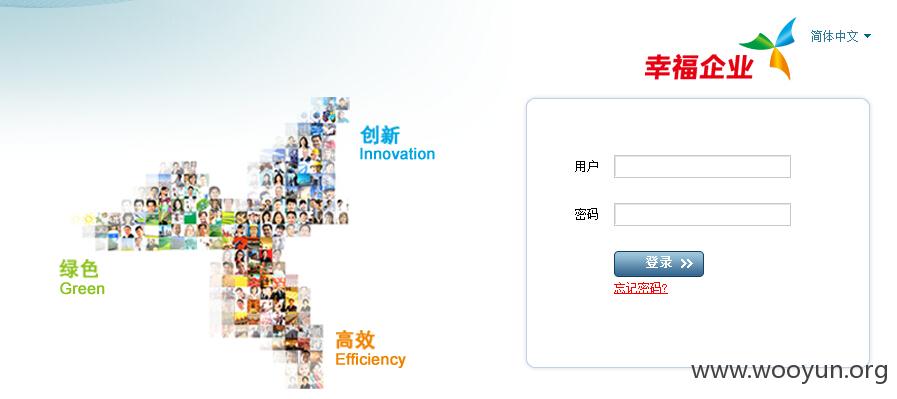 简体中文
幸福企业
创新
Innovation
用户
密码
登录
忘记密码?
绿色
Green
高效
Efficiency
www.wooyun.org